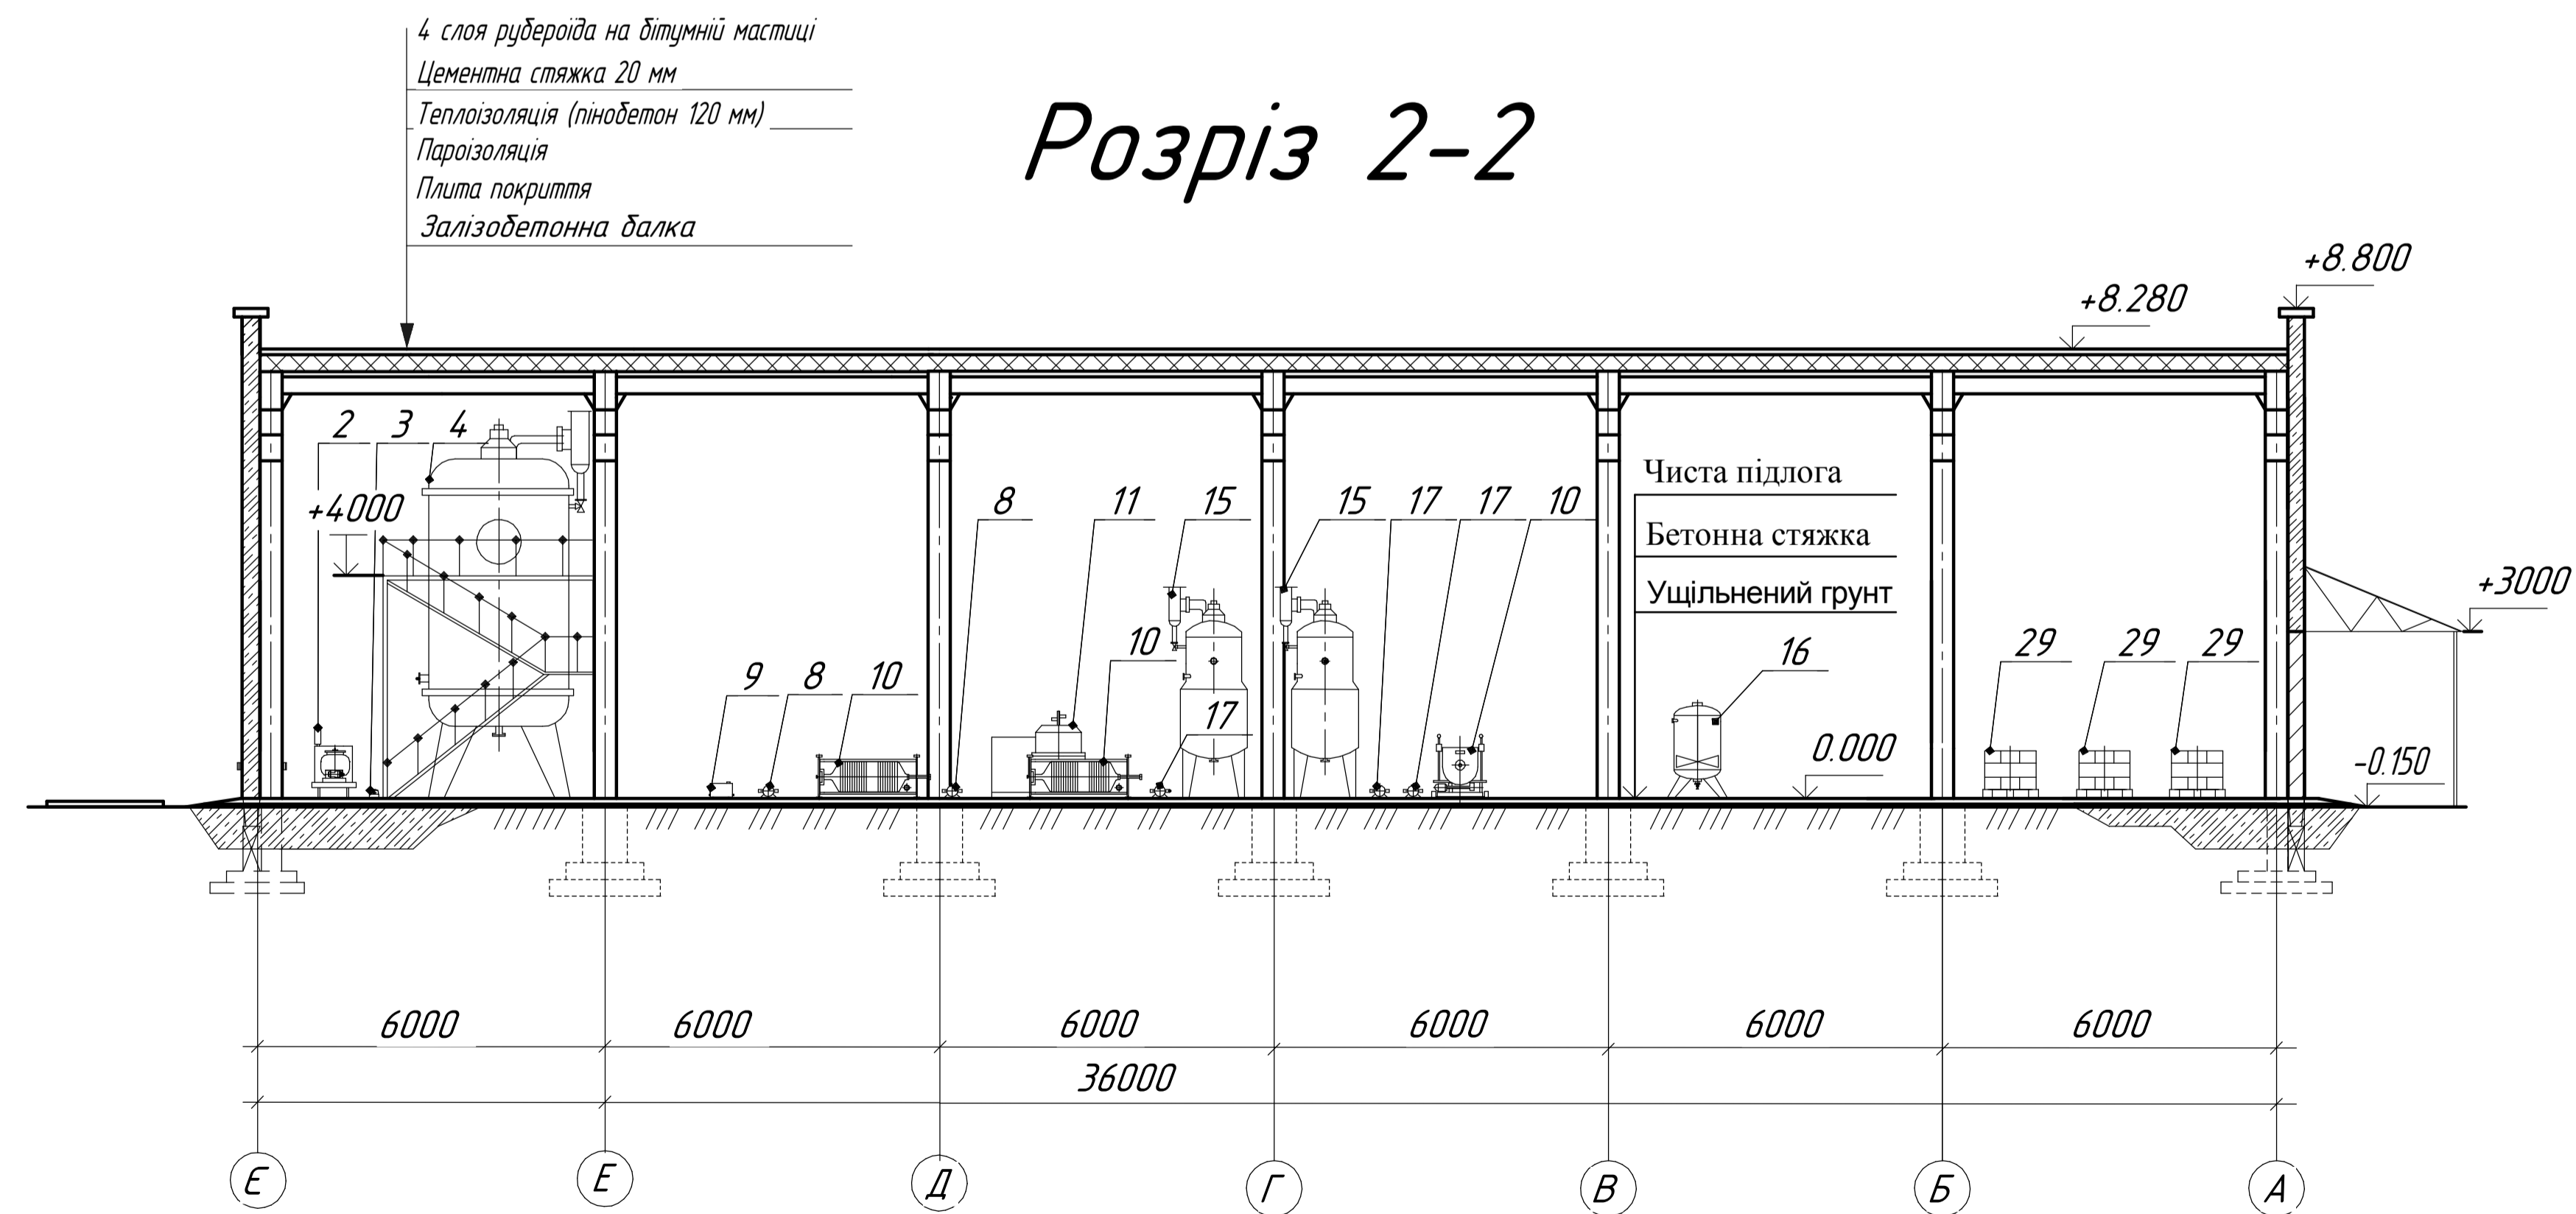 4 слоя рубероїда на бітумній мастиці
Цементна стяжка 20 мм
Теплоізоляція (пінобетон 120 мм)
Пароізоляція
Плита покриття
Залізобетонна балка
Розріз 2-2
+8.800
+8.280
2 3 4
+4000
8 11 15 15 17 17 10
Чиста підлога
Бетонна стяжка
Ущільнений грунт
+3000
9 8 10 10 17 16 29 29 29
0.000
-0.150
6000 6000 6000 6000 6000 6000
36000
Є Е Д Г В Б А